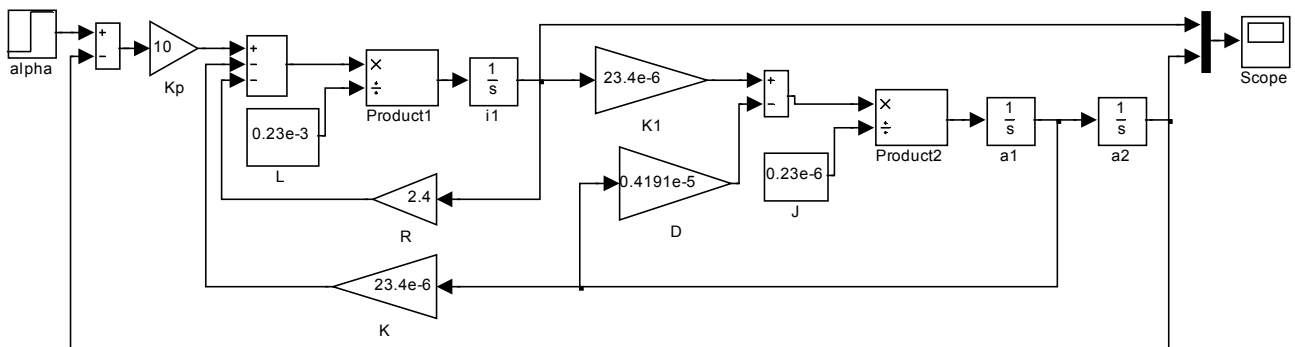 alpha
+
−
10
Kp
+
−
−
×
÷
Product1
1
s
i1
0.23e-3
L
2.4
R
23.4e-6
K
23.4e-6
K1
0.4191e-5
D
+
−
0.23e-6
J
×
÷
Product2
1
s
a1
1
s
a2
Scope